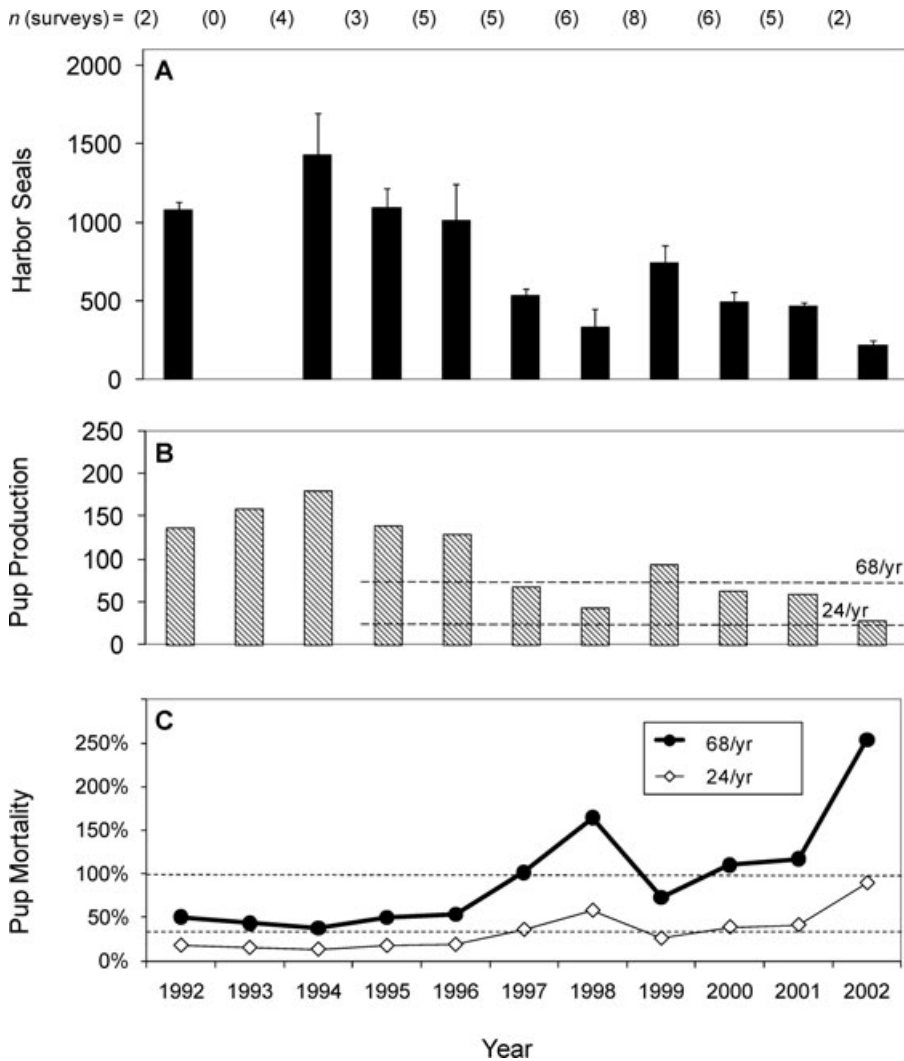 n (surveys) = (2) (0) (4) (3) (5) (5) (6) (8) (6) (5) (2)
A
2000
1500
1000
500
0
Harbor Seals
B
250
200
150
100
50
0
Pup Production
68/yr
24/yr
C
250%
200%
150%
100%
50%
0%
Pup Mortality
68/yr
24/yr
1992 1993 1994 1995 1996 1997 1998 1999 2000 2001 2002
Year